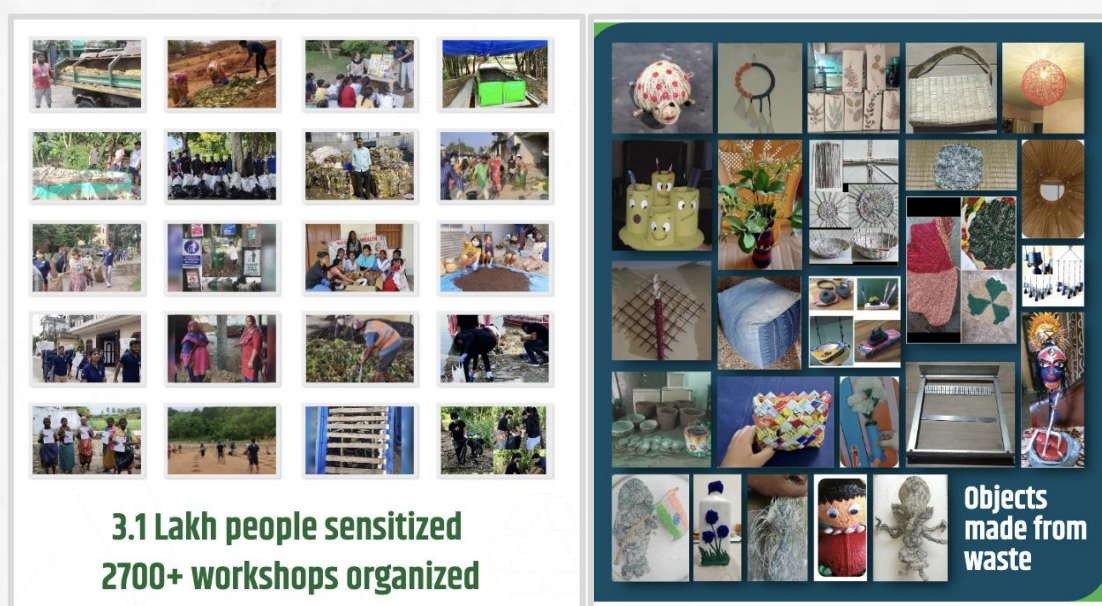 3.1 Lakh people sensitized
2700+ workshops organized
Objects
made from
waste